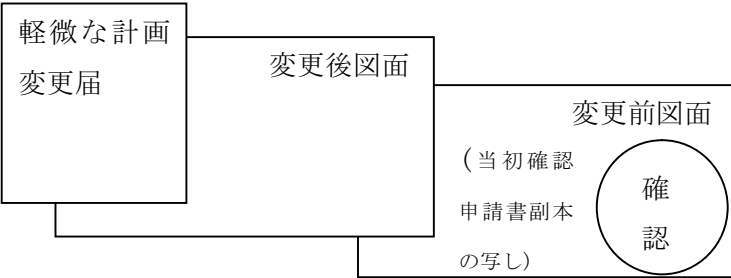 軽微な計画
変更届
変更後図面
変更前図面
(当初確認
申請書副本
の写し)
確
認